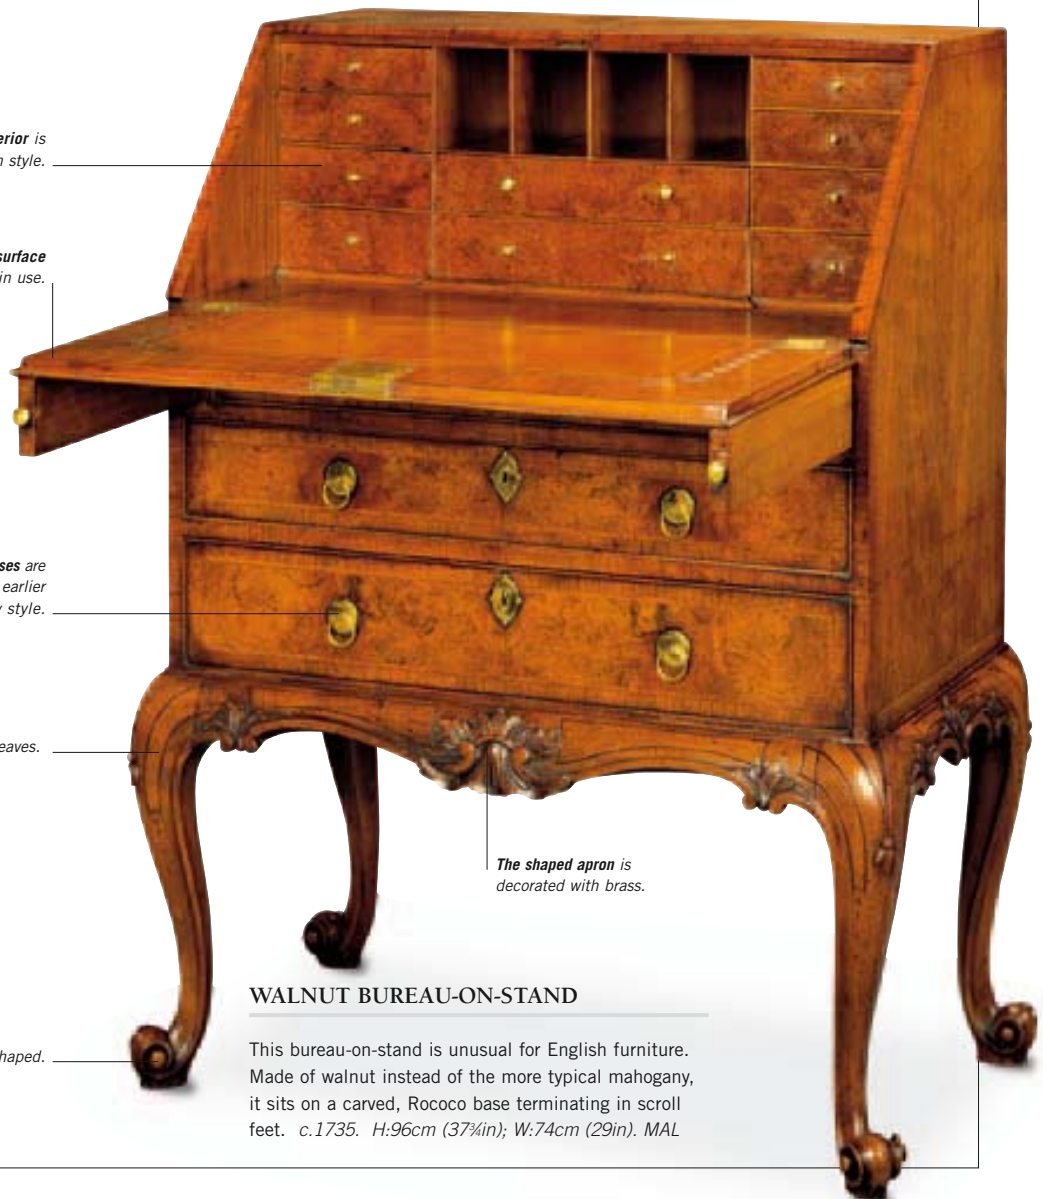 erior is
n style.
surface
in use.
ses are
earlier
y style.
eaves.
The shaped apron is
decorated with brass.
haped.
WALNUT BUREAU-ON-STAND
This bureau-on-stand is unusual for English furniture.
Made of walnut instead of the more typical mahogany,
it sits on a carved, Rococo base terminating in scroll
feet. c.1735. H:96cm (37¾in); W:74cm (29in). MAL